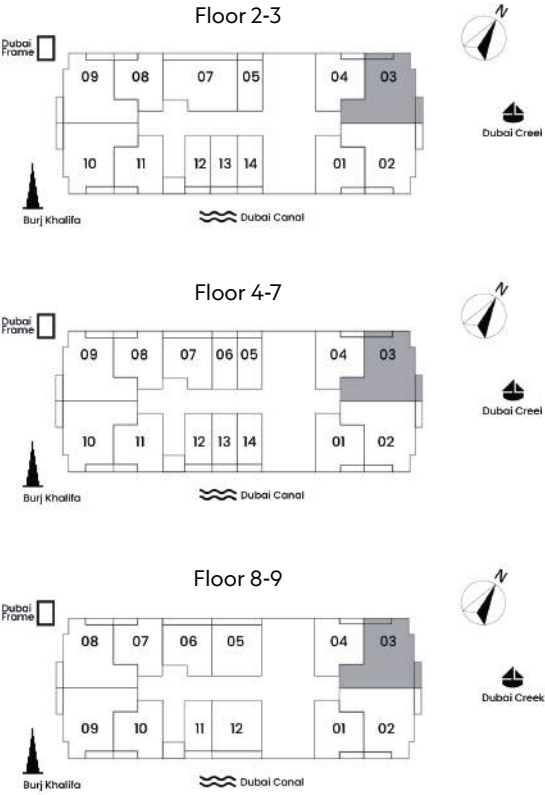 Floor 2-3
N
Dubai
Frame
09 08 07 05 04 03
Dubai Creek
10 11 12 13 14 01 02
Burj Khalifa
Dubai Canal
Floor 4-7
N
Dubai
Frame
09 08 07 06 05 04 03
Dubai Creek
10 11 12 13 14 01 02
Burj Khalifa
Dubai Canal
Floor 8-9
N
Dubai
Frame
08 07 06 05 04 03
Dubai Creek
09 10 11 12 01 02
Burj Khalifa
Dubai Canal